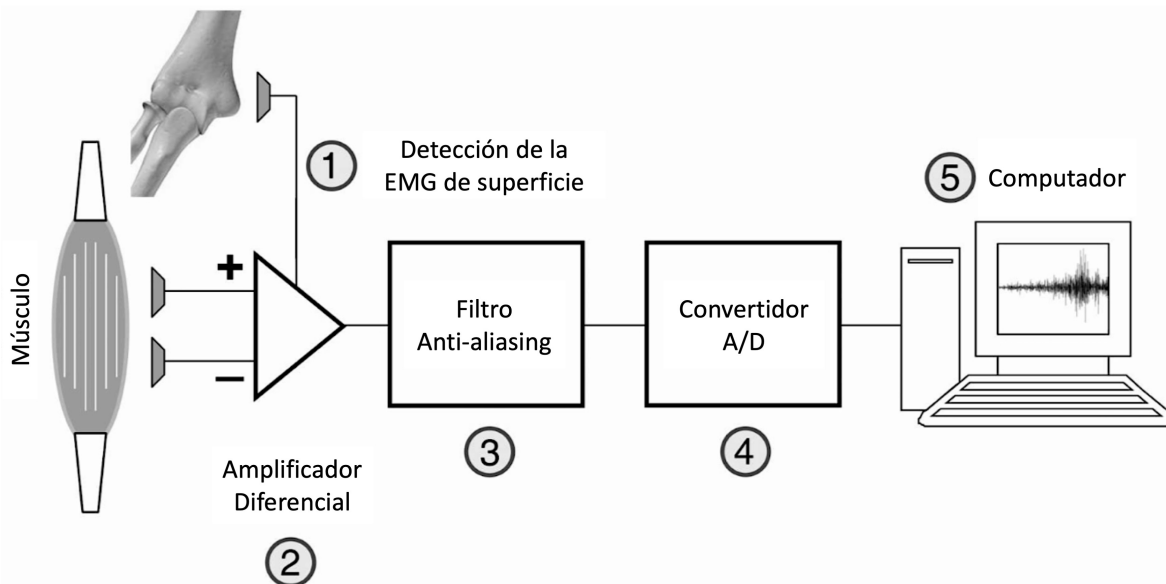 1
Detección de la
EMG de superficie
5
Computador
Músculo
+
−
Filtro
Anti-aliasing
Convertidor
A/D
3
4
Amplificador
Diferencial
2